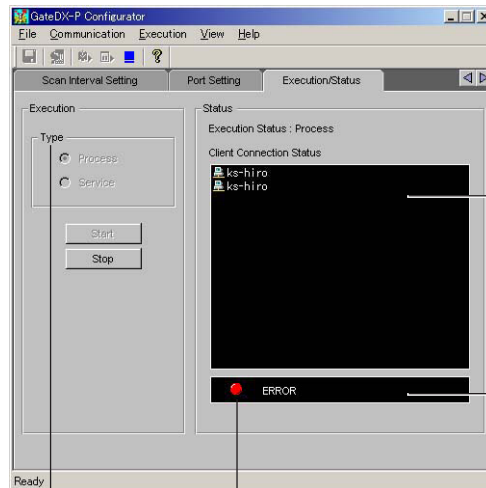 GateDX-P Configurator
File Communication Execution View Help
Scan Interval Setting Port Setting Execution/Status
Execution
Type
Process
Service
Start
Stop
Status
Execution Status : Process
Client Connection Status
ks-hiro
ks-hiro
ERROR
Ready